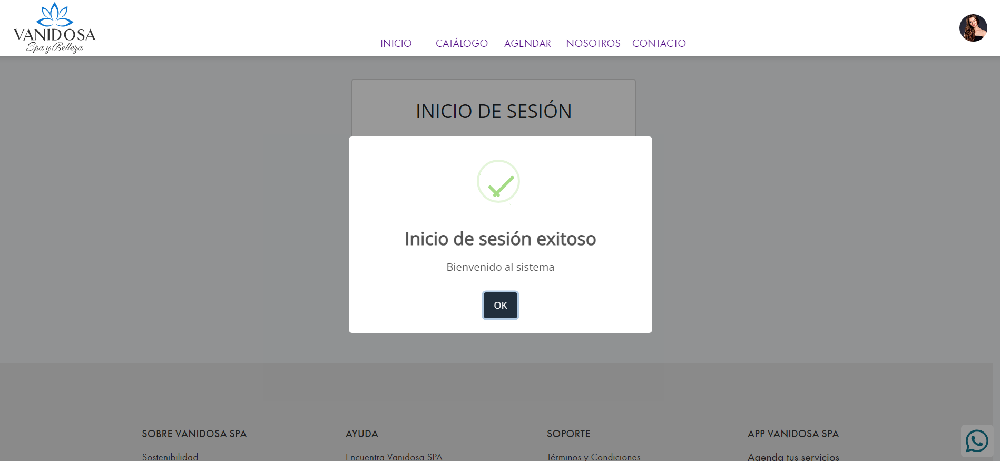 VANIDOSA
Spa y Belleza
INICIO CATÁLOGO AGENDAR NOSOTROS CONTACTO
INICIO DE SESIÓN
Inicio de sesión exitoso
Bienvenido al sistema
OK
SOBRE VANIDOSA SPA
Sostenibilidad
AYUDA
Encuentra Vanidosa SPA
SOPORTE
Términos y Condiciones
APP VANIDOSA SPA
Agenda tus servicios